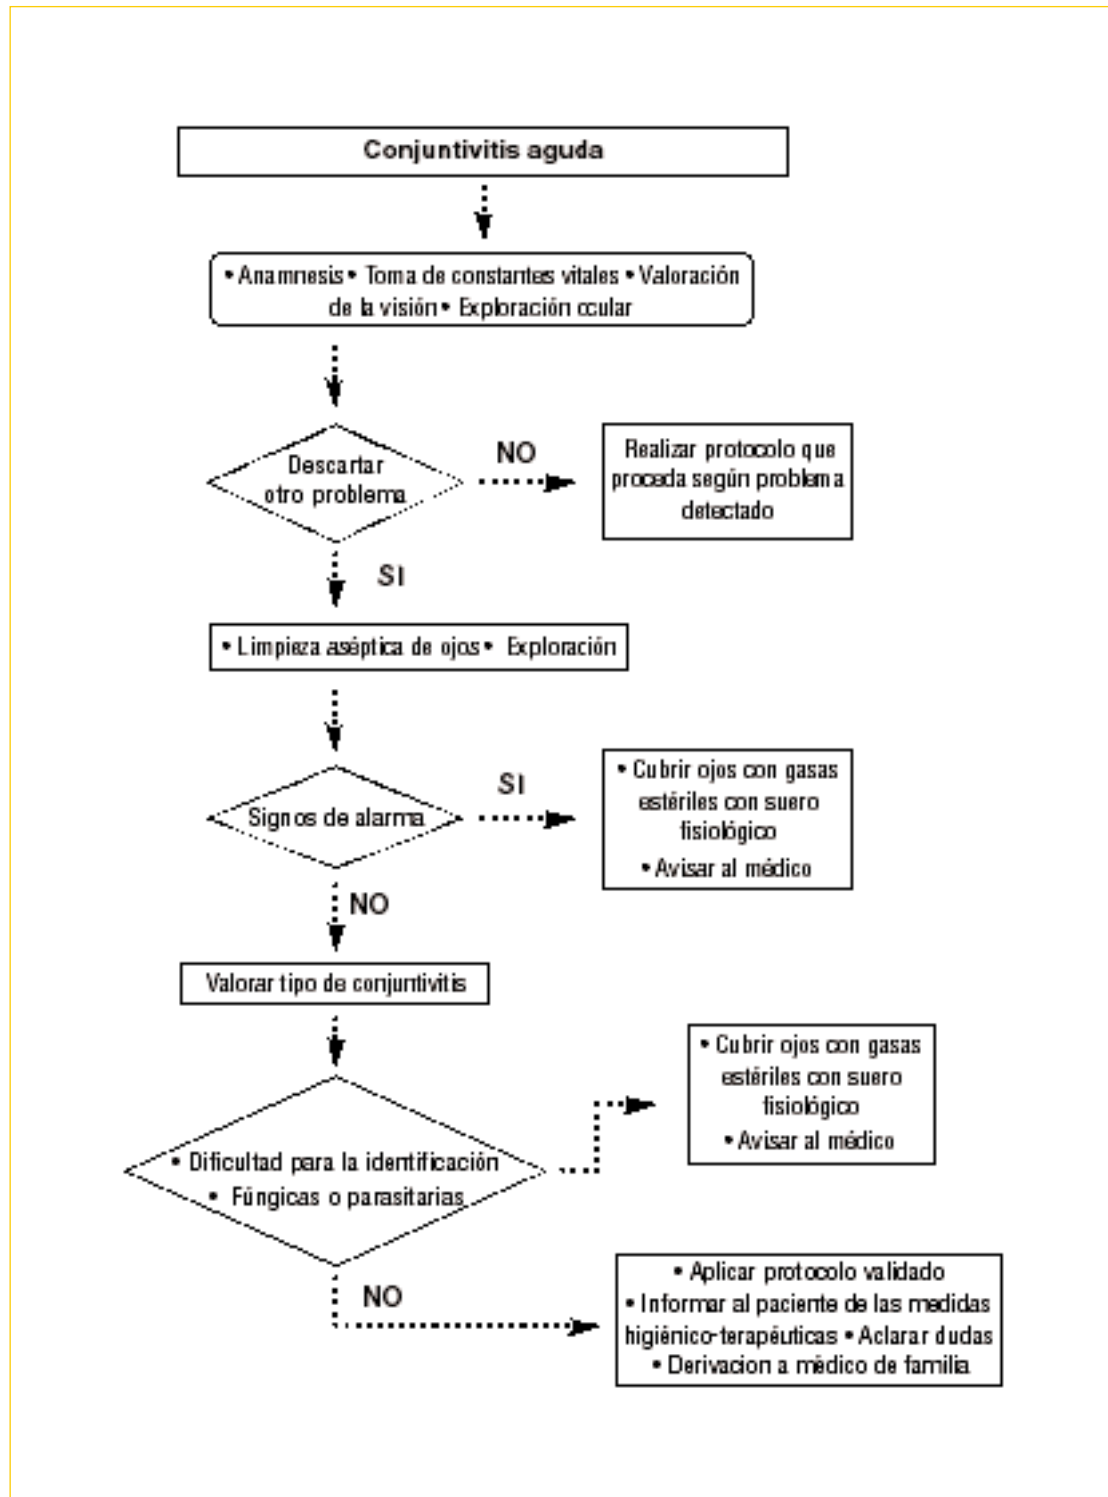 Conjuntivitis aguda
• Anamnesis • Toma de constantes vitales • Valoración
de la visión • Exploración ocular
Descartar
otro problema
NO
Realizar protocolo que
proceda según problema
detectado
SI
• Limpieza aséptica de ojos • Exploración
Signos de alarma
SI
• Cubrir ojos con gasas
estériles con suero
fisiológico
• Avisar al médico
NO
Valorar tipo de conjuntivitis
• Dificultad para la identificación
• Fúngicas o parasitarias
• Cubrir ojos con gasas
estériles con suero
fisiológico
• Avisar al médico
NO
• Aplicar protocolo validado
• Informar al paciente de las medidas
higiénico-terapéuticas • Aclarar dudas
• Derivacion a médico de familia